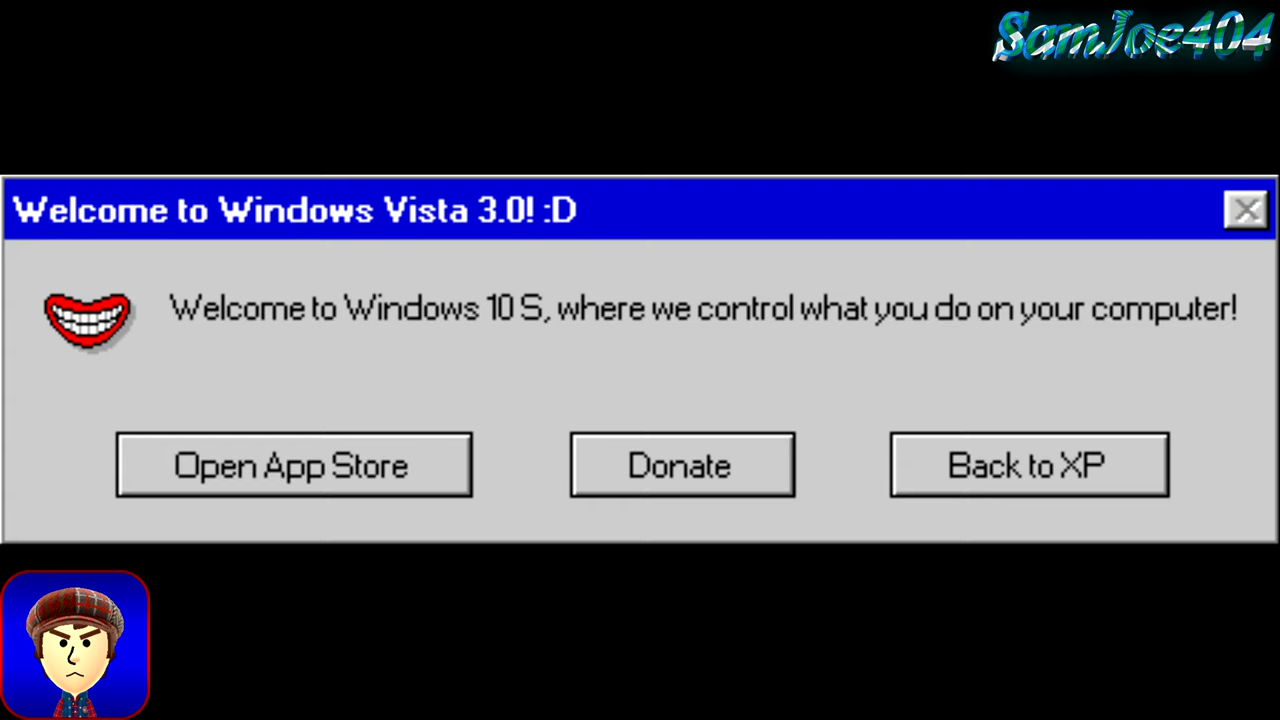 SamJoe404
Welcome to Windows Vista 3.0! :D
Welcome to Windows 10 S, where we control what you do on your computer!
Open App Store
Donate
Back to XP